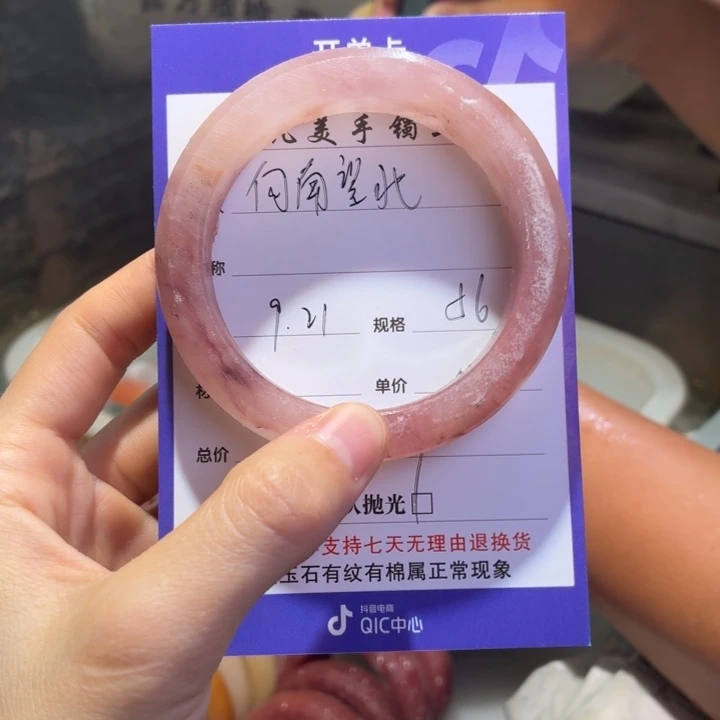 开单卡
美手镯
向南望北
称
9.21 规格 56
材 单价
总价
抛光□
支持七天无理由退换货
玉石有纹有棉属正常现象
抖音电商
QIC中心